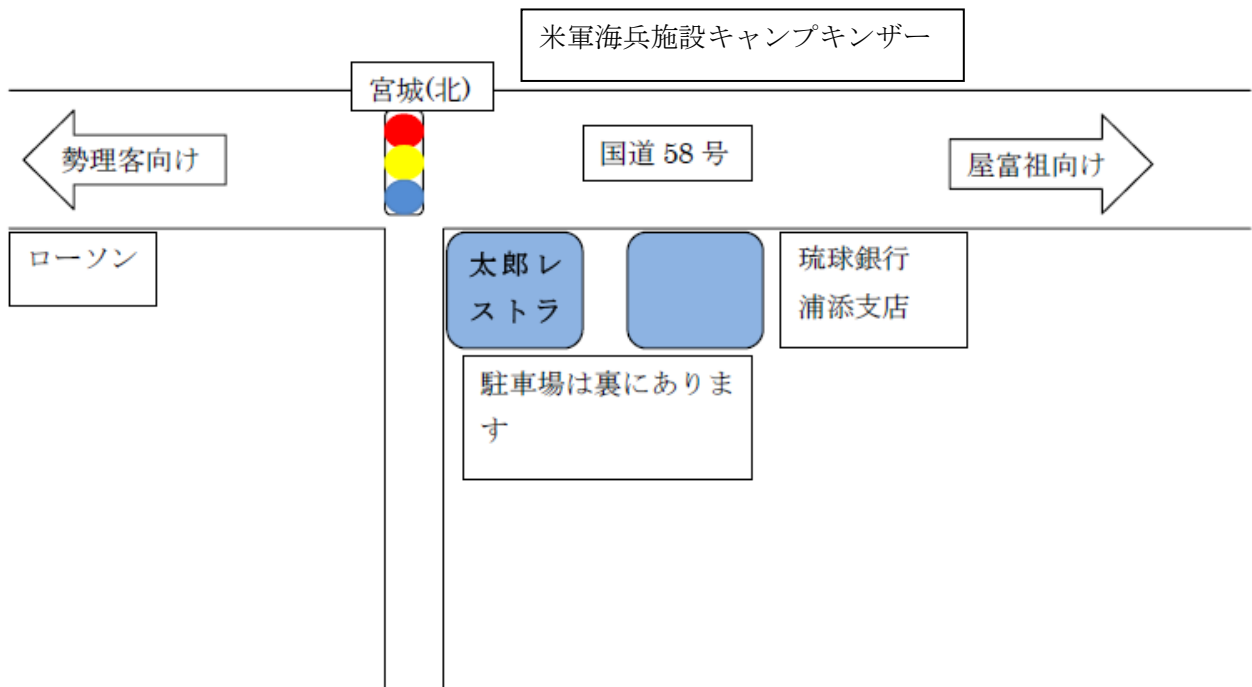 米軍海兵施設キャンプキンザー
宮城(北)
勢理客向け
国道 58 号
屋富祖向け
ローソン
太郎レ
ストラ
琉球銀行
浦添支店
駐車場は裏にありま
す